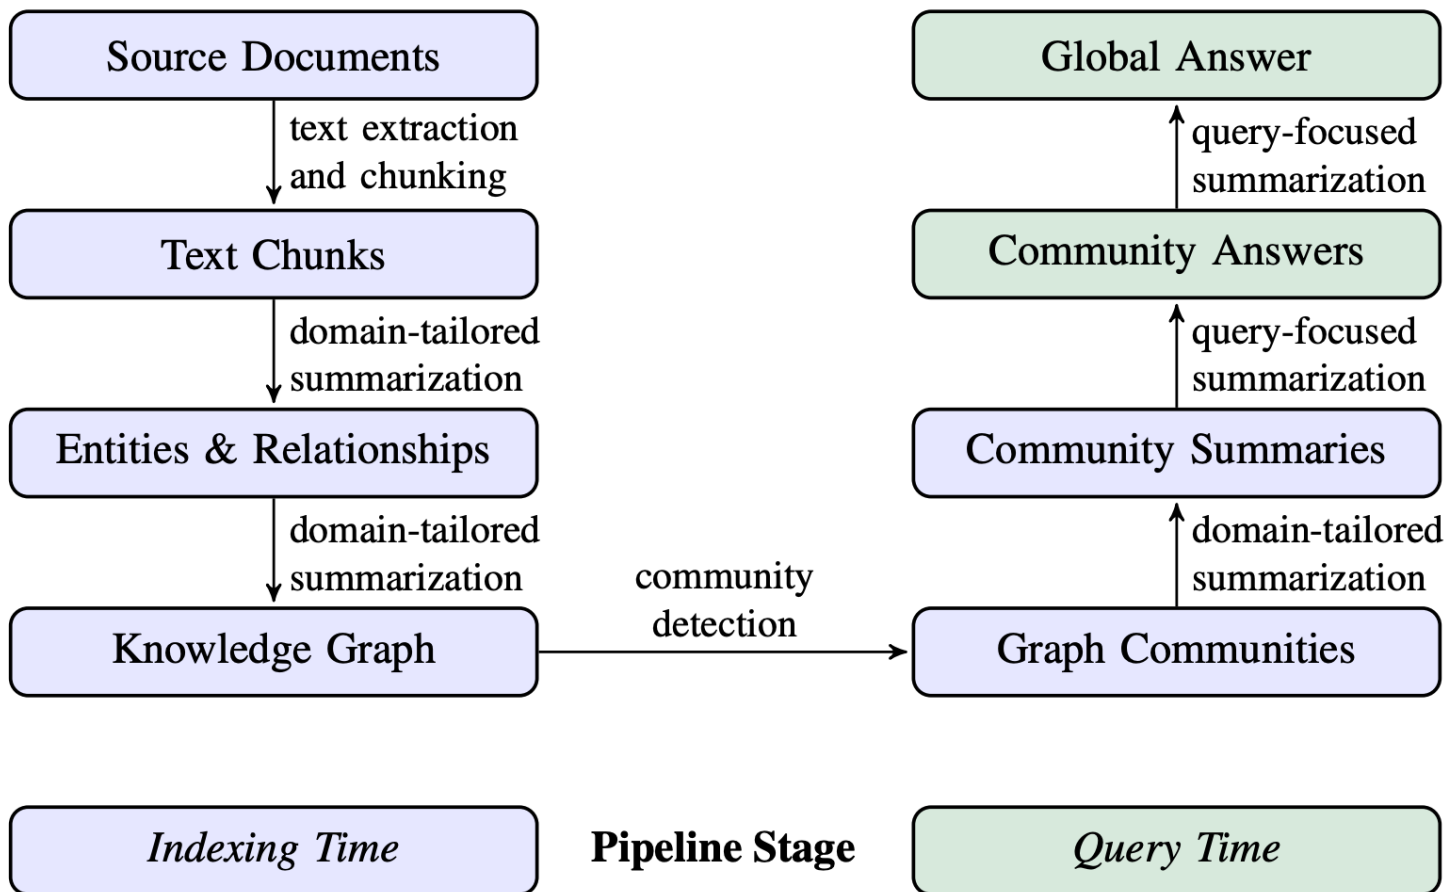 Source Documents
text extraction
and chunking
Text Chunks
domain-tailored
summarization
Entities & Relationships
domain-tailored
summarization
Knowledge Graph
community
detection
Graph Communities
domain-tailored
summarization
Community Summaries
query-focused
summarization
Community Answers
query-focused
summarization
Global Answer
Indexing Time
Pipeline Stage
Query Time